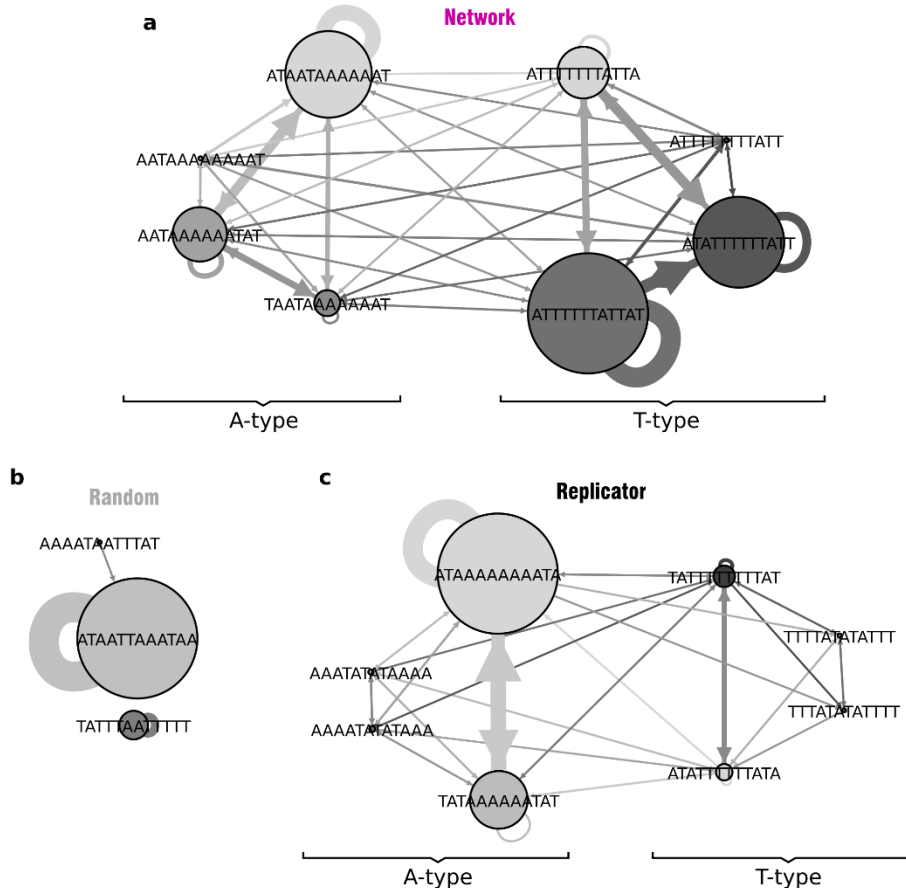 a
Network
ATAATAAAAAAT
ATTTTTTTATTA
ATTTTTTTTATT
AATAAAAAAAAT
AATAAAAAATAT
ATATTTTTTATT
TAATAAAAAAAT
ATTTTTTATTAT
A-type
T-type
b
Random
AAAATAATTTAT
ATAATTAAATAA
TATTTAATTTTT
c
Replicator
ATAAAAAAAATA
TATTTTTTTTAT
TTTTATATATTT
AAATATATAAAA
TTTATATATTTT
AAAATATATAAA
ATATTTTTTATA
TATAAAAAATAT
A-type
T-type